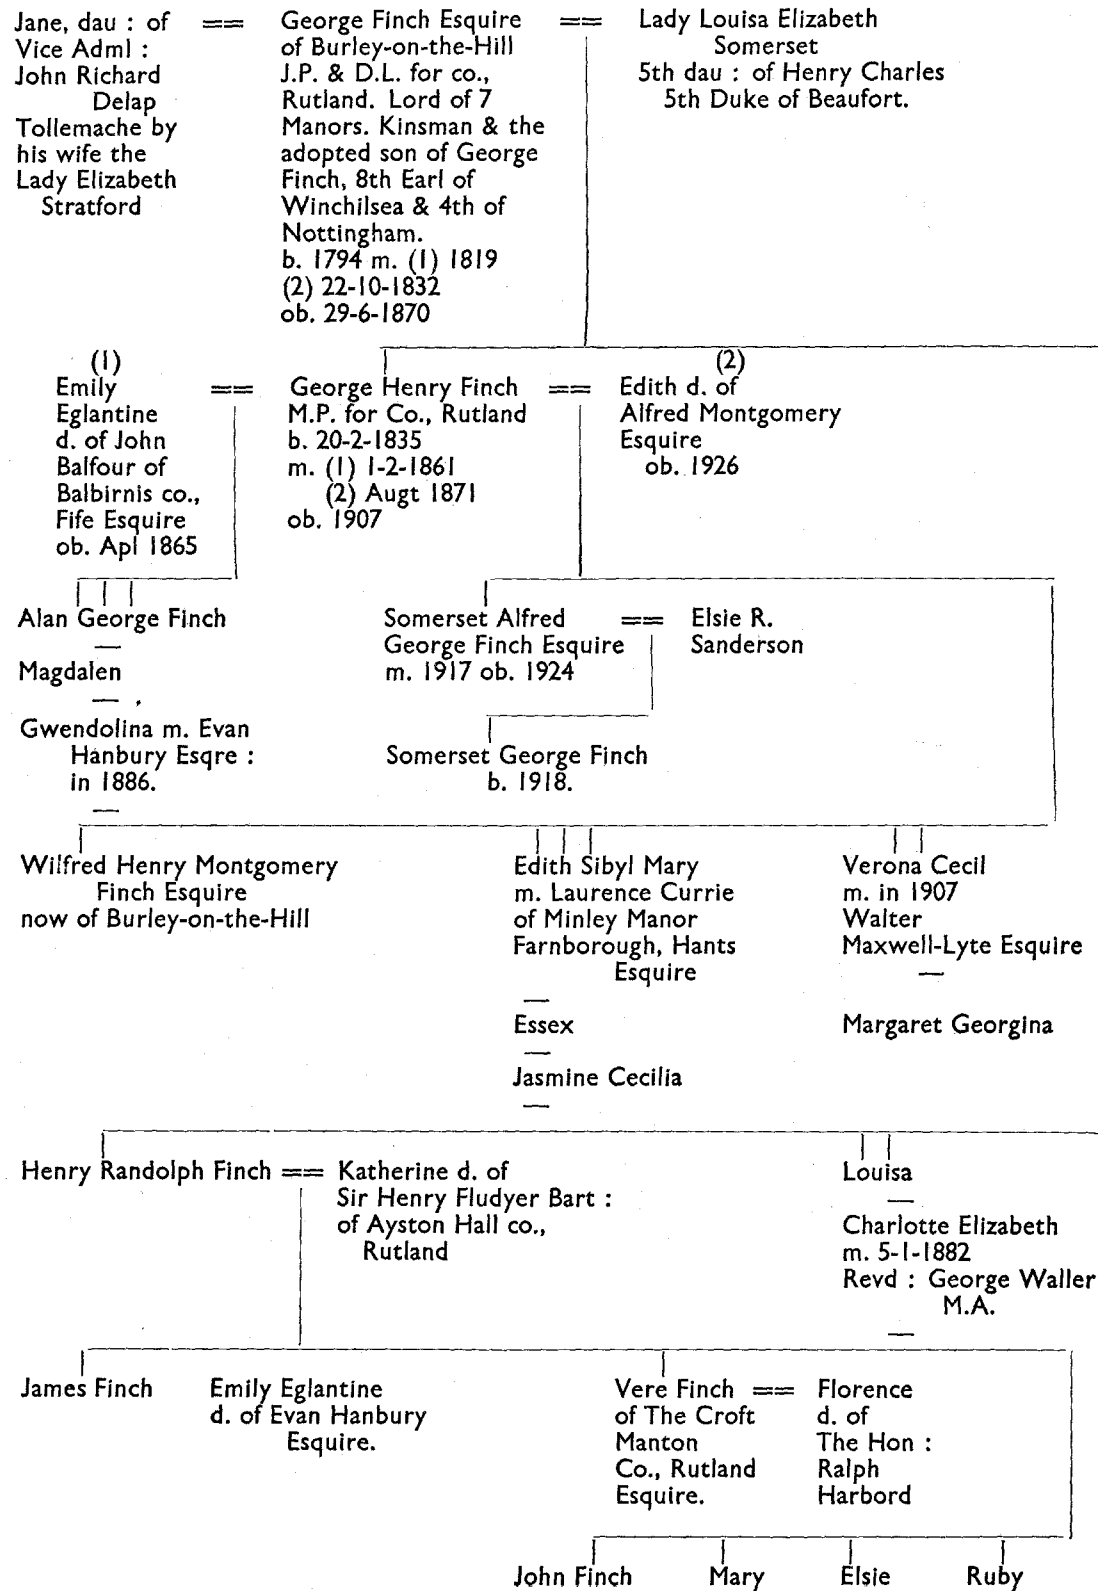 Jane, dau : of
Vice Adml :
John Richard
Delap
Tollemache by
his wife the
Lady Elizabeth
Stratford
==
George Finch Esquire
of Burley-on-the-Hill
J.P. & D.L. for co.,
Rutland. Lord of 7
Manors. Kinsman & the
adopted son of George
Finch, 8th Earl of
Winchilsea & 4th of
Nottingham.
b. 1794 m. (1) 1819
(2) 22-10-1832
ob. 29-6-1870
==
Lady Louisa Elizabeth
Somerset
5th dau : of Henry Charles
5th Duke of Beaufort.
(1)
Emily
Eglantine
d. of John
Balfour of
Balbirnis co.,
Fife Esquire
ob. Apl 1865
==
George Henry Finch
M.P. for Co., Rutland
b. 20-2-1835
m. (1) 1-2-1861
(2) Augt 1871
ob. 1907
==
(2)
Edith d. of
Alfred Montgomery
Esquire
ob. 1926
Alan George Finch
—
Magdalen
—
Gwendolina m. Evan
Hanbury Esqre :
in 1886.
—
Somerset Alfred
George Finch Esquire
m. 1917 ob. 1924
==
Elsie R.
Sanderson
Somerset George Finch
b. 1918.
Wilfred Henry Montgomery
Finch Esquire
now of Burley-on-the-Hill
Edith Sibyl Mary
m. Laurence Currie
of Minley Manor
Farnborough, Hants
Esquire
—
Essex
—
Jasmine Cecilia
—
Verona Cecil
m. in 1907
Walter
Maxwell-Lyte Esquire
—
Margaret Georgina
Henry Randolph Finch ==
Katherine d. of
Sir Henry Fludyer Bart :
of Ayston Hall co.,
Rutland
Louisa
—
Charlotte Elizabeth
m. 5-1-1882
Revd : George Waller
M.A.
—
James Finch
Emily Eglantine
d. of Evan Hanbury
Esquire.
Vere Finch ==
of The Croft
Manton
Co., Rutland
Esquire.
Florence
d. of
The Hon :
Ralph
Harbord
John Finch
Mary
Elsie
Ruby